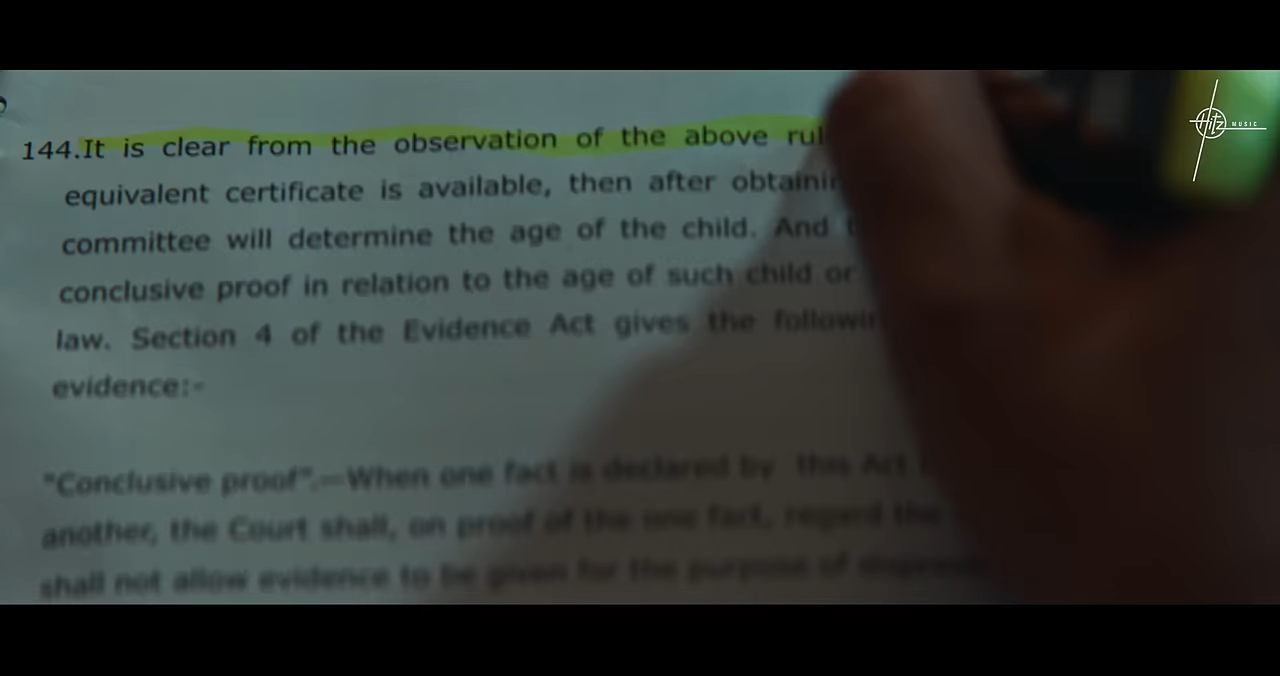 Hitz MUSIC
144.It is clear from the observation of the above rul
equivalent certificate is available, then after obtainin
committee will determine the age of the child. And t
conclusive proof in relation to the age of such child or
law. Section 4 of the Evidence Act gives the followin
evidence:-
"Conclusive proof".—When one fact is declared by this Act
another, the Court shall, on proof of the one fact, regard the
shall not allow evidence to be given for the purpose of